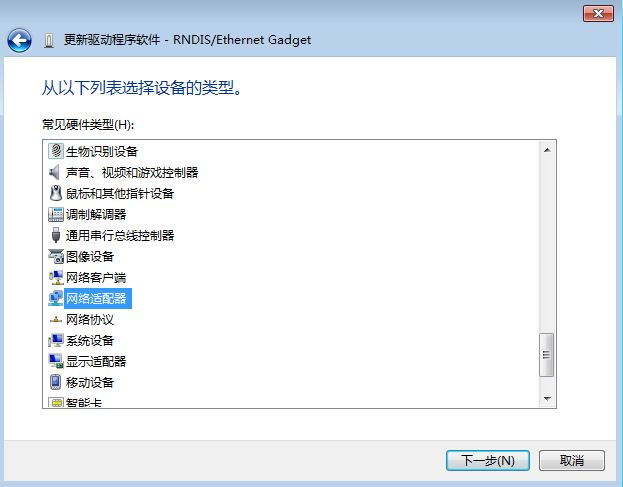 更新驱动程序软件 - RNDIS/Ethernet Gadget
从以下列表选择设备的类型。
常见硬件类型(H):
生物识别设备
声音、视频和游戏控制器
鼠标和其他指针设备
调制解调器
通用串行总线控制器
图像设备
网络客户端
网络适配器
网络协议
系统设备
显示适配器
移动设备
智能卡
下一步(N)
取消